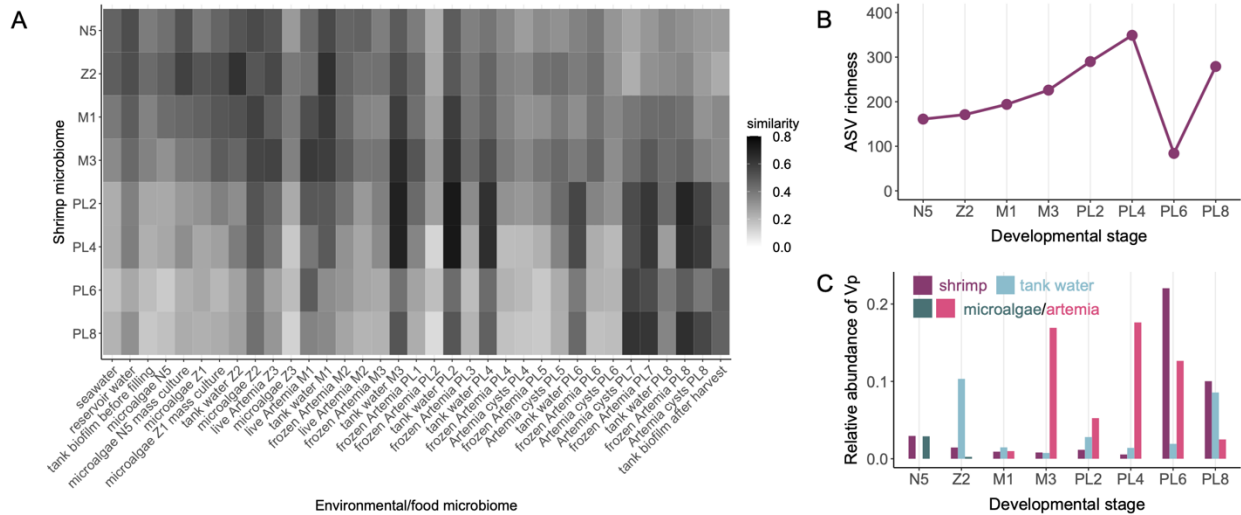 A
N5
Z2
M1
M3
PL2
PL4
PL6
PL8
Shrimp microbiome
seawater
reservoir water
tank biofilm before filling
microalgae N5
microalgae N5 mass culture
microalgae Z1
microalgae Z1 mass culture
tank water Z2
microalgae Z2
live Artemia Z3
microalgae Z3
live Artemia M1
tank water M1
frozen Artemia M2
live Artemia M2
frozen Artemia M3
tank water M3
frozen Artemia PL1
frozen Artemia PL2
tank water PL2
frozen Artemia PL3
tank water PL4
frozen Artemia PL4
Artemia cysts PL4
frozen Artemia PL5
Artemia cysts PL5
tank water PL6
frozen Artemia PL6
Artemia cysts PL6
Artemia cysts PL7
frozen Artemia PL7
tank water PL8
frozen Artemia PL8
Artemia cysts PL8
tank biofilm after harvest
Environmental/food microbiome
similarity
0.8
0.6
0.4
0.2
0.0
B
400
300
200
100
0
ASV richness
N5 Z2 M1 M3 PL2 PL4 PL6 PL8
Developmental stage
C
shrimp tank water
microalgae/artemia
0.2
0.1
0.0
Relative abundance of Vp
N5 Z2 M1 M3 PL2 PL4 PL6 PL8
Developmental stage